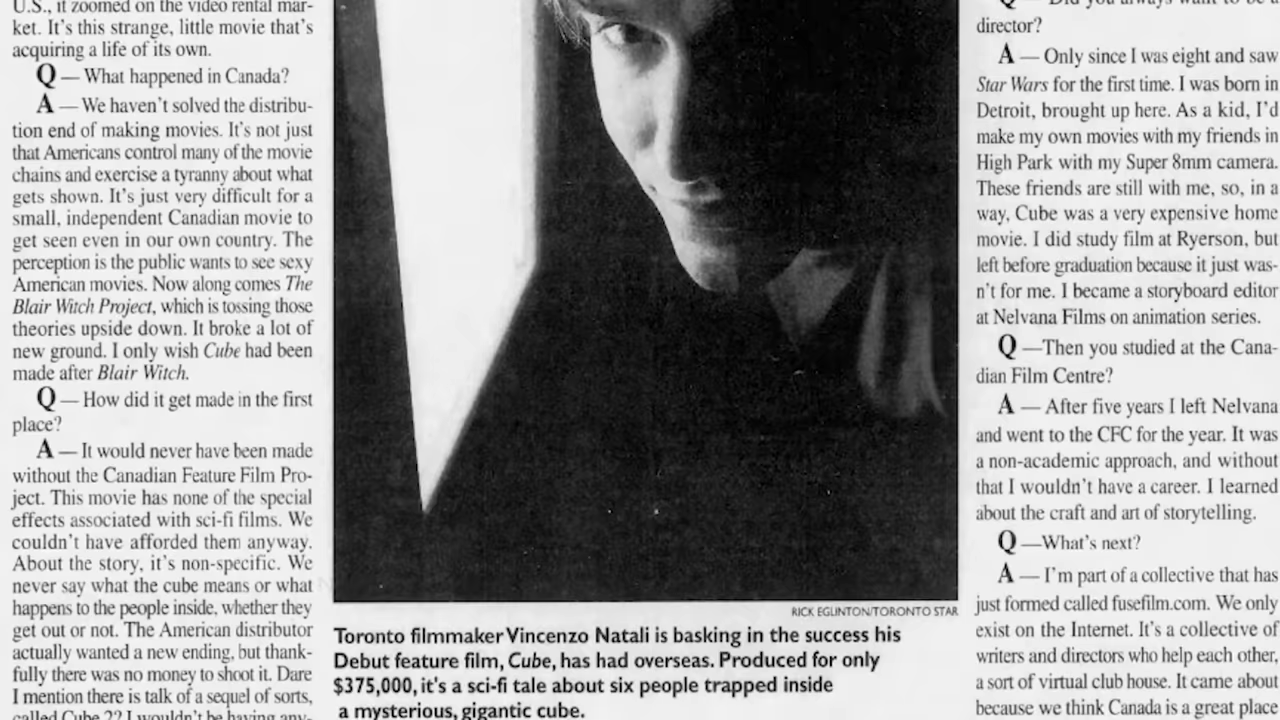 U.S., it zoomed on the video rental mar-
ket. It's this strange, little movie that's
acquiring a life of its own.
Q — What happened in Canada?
A — We haven't solved the distribu-
tion end of making movies. It's not just
that Americans control many of the movie
chains and exercise a tyranny about what
gets shown. It's just very difficult for a
small, independent Canadian movie to
get seen even in our own country. The
perception is the public wants to see sexy
American movies. Now along comes The
Blair Witch Project, which is tossing those
theories upside down. It broke a lot of
new ground. I only wish Cube had been
made after Blair Witch.
Q — How did it get made in the first
place?
A — It would never have been made
without the Canadian Feature Film Pro-
ject. This movie has none of the special
effects associated with sci-fi films. We
couldn't have afforded them anyway.
About the story, it's non-specific. We
never say what the cube means or what
happens to the people inside, whether they
get out or not. The American distributor
actually wanted a new ending, but thank-
fully there was no money to shoot it. Dare
I mention there is talk of a sequel of sorts,
called Cube 2? I wouldn't be having any-
RICK EGLINTON/TORONTO STAR
Toronto filmmaker Vincenzo Natali is basking in the success his
Debut feature film, Cube, has had overseas. Produced for only
$375,000, it's a sci-fi tale about six people trapped inside
a mysterious, gigantic cube.
Q — Did you always want to be a
director?
A — Only since I was eight and saw
Star Wars for the first time. I was born in
Detroit, brought up here. As a kid, I'd
make my own movies with my friends in
High Park with my Super 8mm camera.
These friends are still with me, so, in a
way, Cube was a very expensive home
movie. I did study film at Ryerson, but
left before graduation because it just was-
n't for me. I became a storyboard editor
at Nelvana Films on animation series.
Q —Then you studied at the Cana-
dian Film Centre?
A — After five years I left Nelvana
and went to the CFC for the year. It was
a non-academic approach, and without
that I wouldn't have a career. I learned
about the craft and art of storytelling.
Q —What's next?
A — I'm part of a collective that has
just formed called fusefilm.com. We only
exist on the Internet. It's a collective of
writers and directors who help each other,
a sort of virtual club house. It came about
because we think Canada is a great place